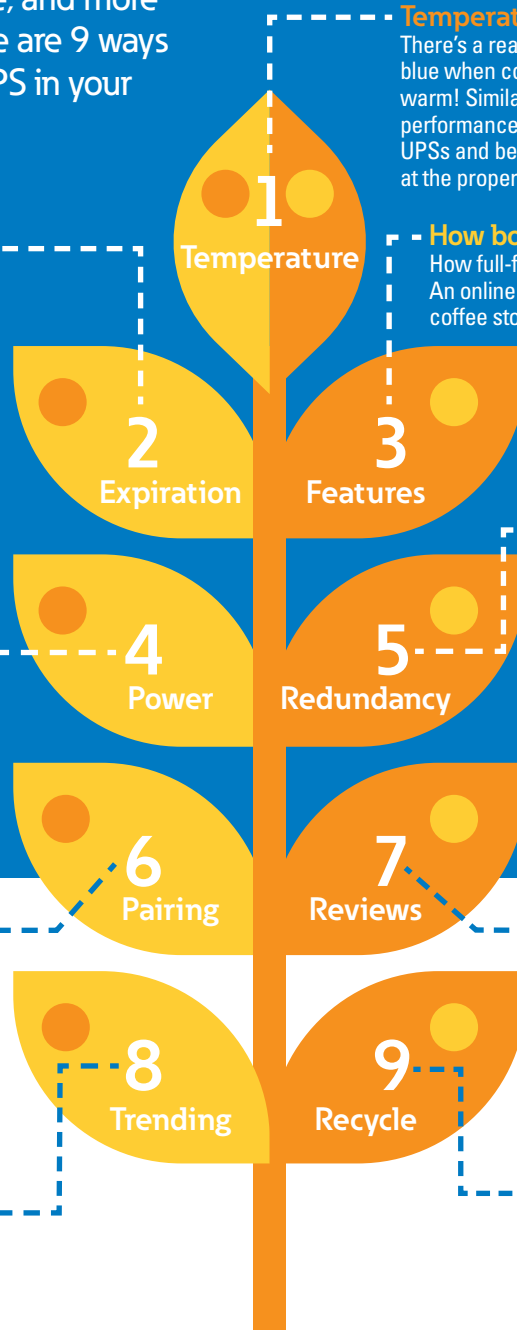 , and more
e are 9 ways
PS in your
Temperat
There's a rea
blue when co
warm! Simila
performance
UPSs and be
at the proper
How bo
How full-f
An online
coffee sto
1
Temperature
2
Expiration
3
Features
4
Power
5
Redundancy
6
Pairing
7
Reviews
8
Trending
9
Recycle